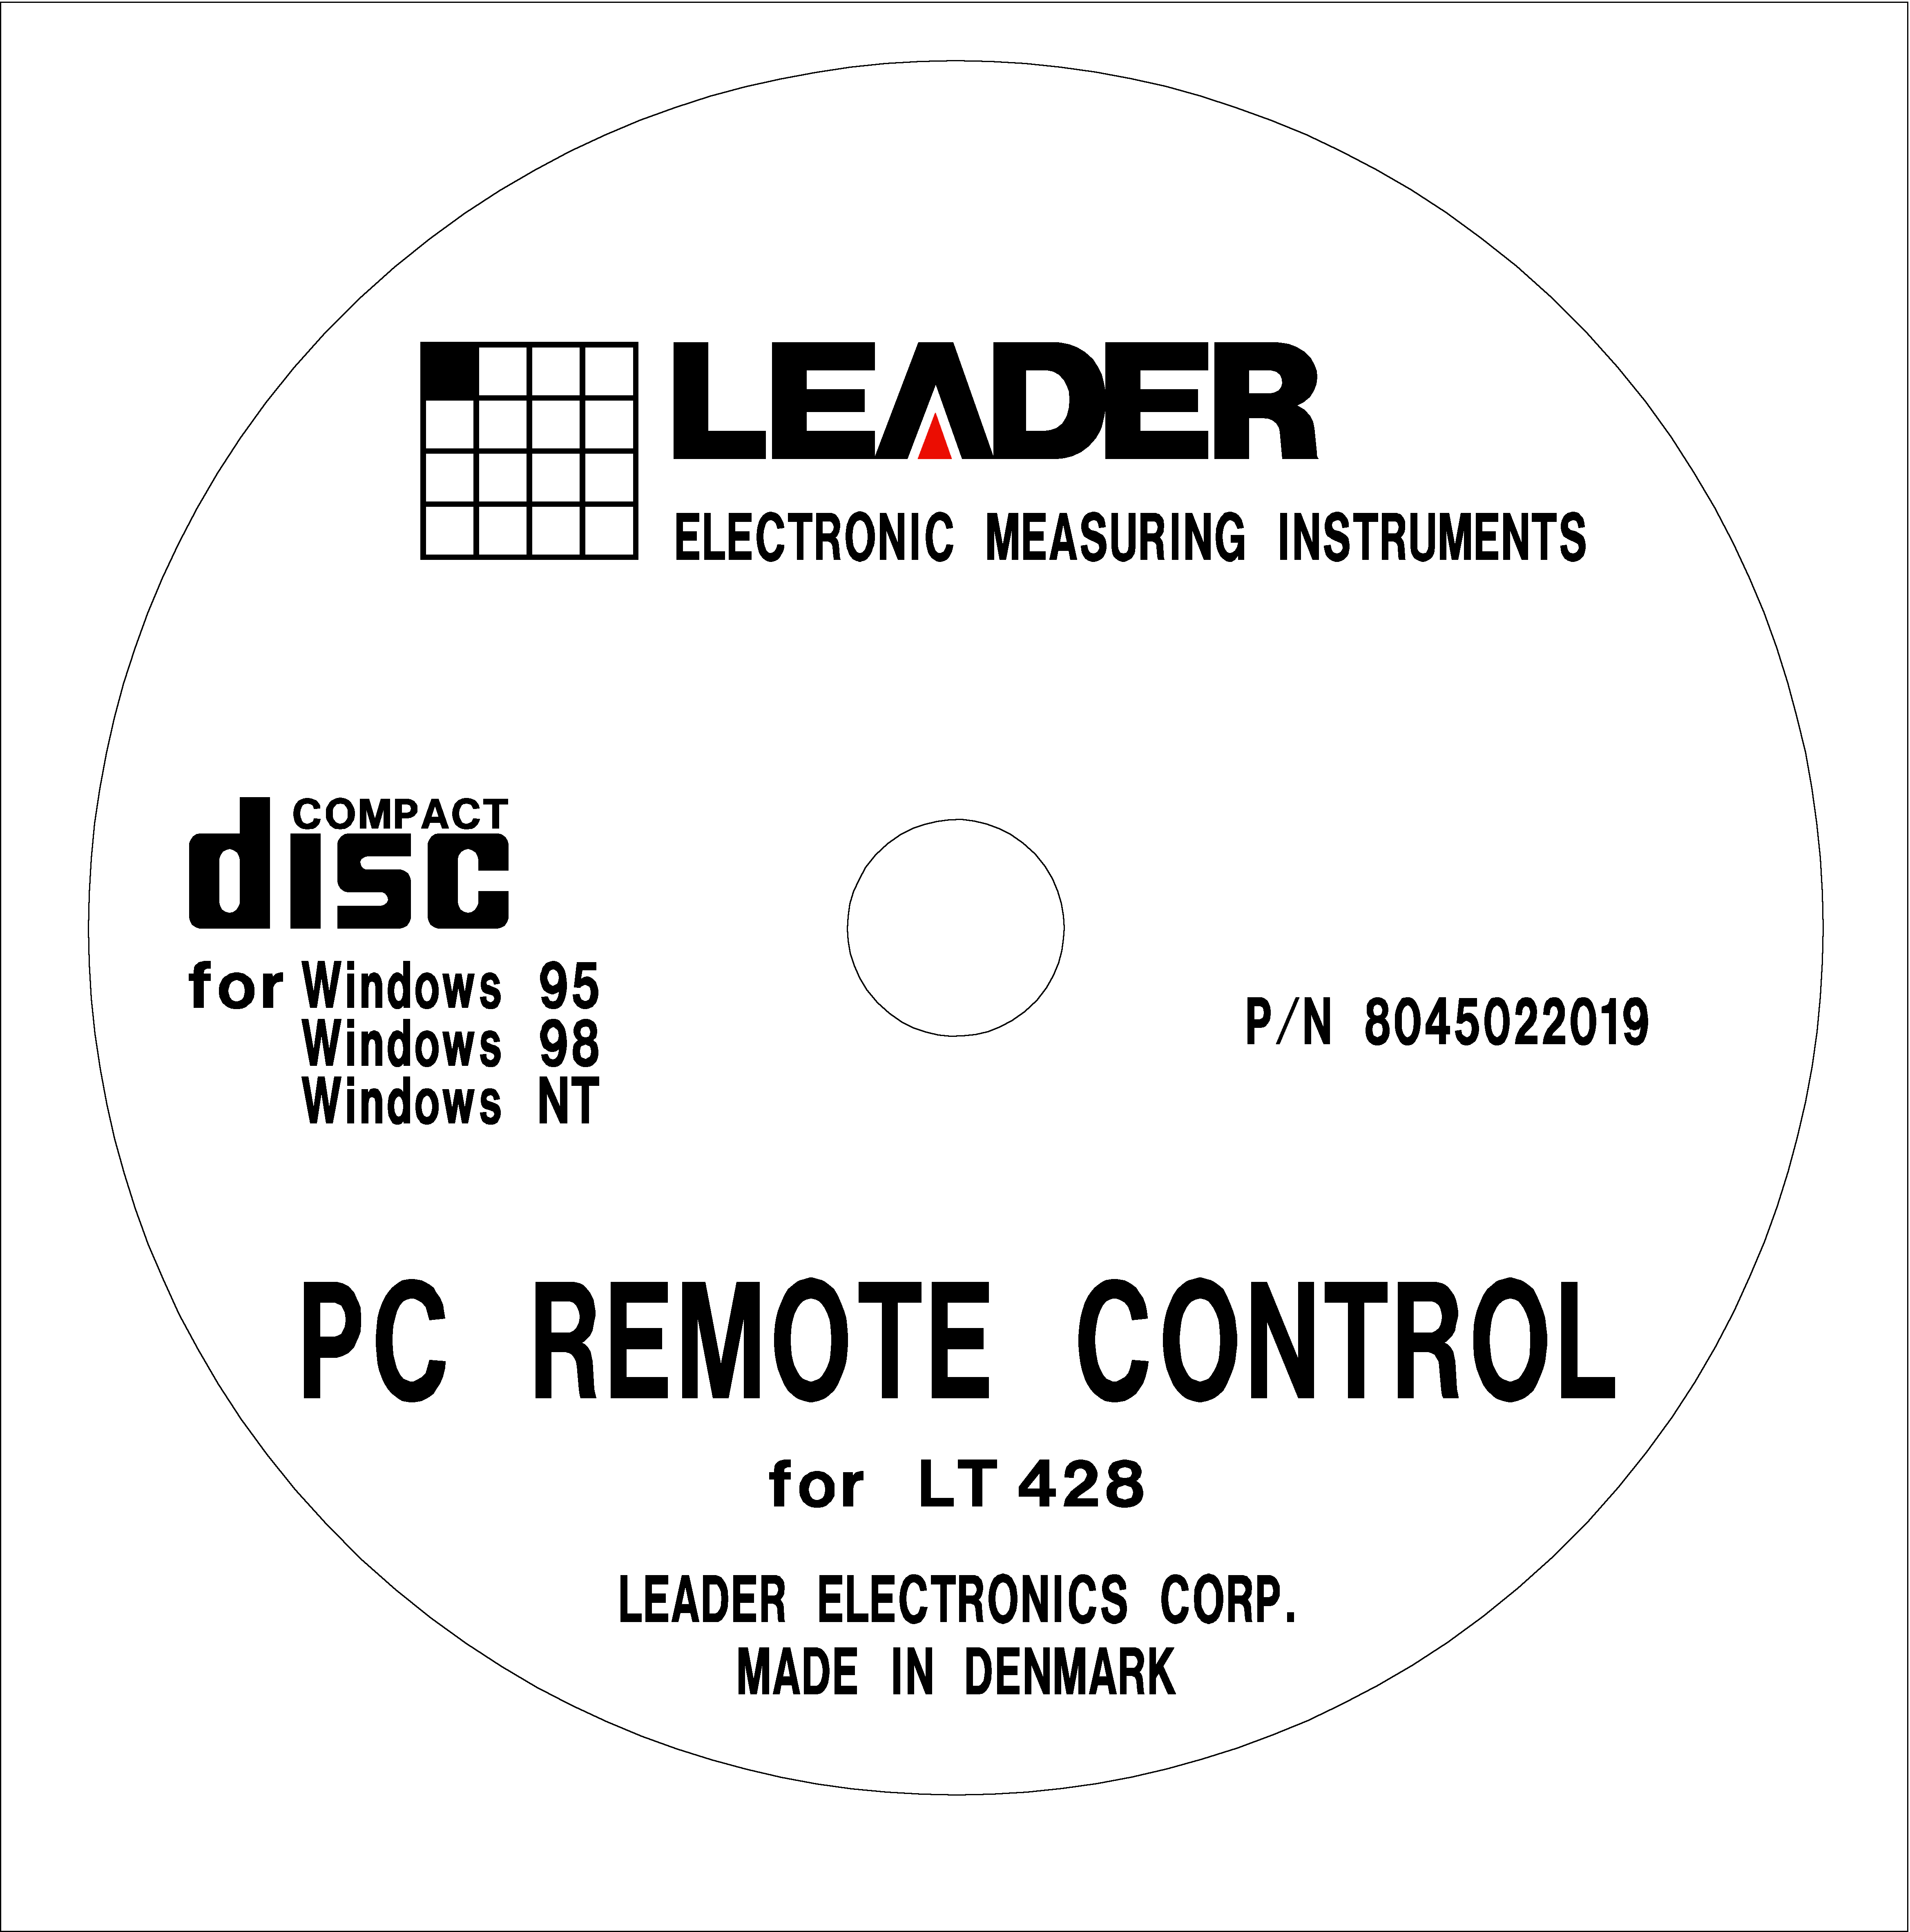 LEADER
ELECTRONIC MEASURING INSTRUMENTS
COMPACT
disc
for Windows 95
Windows 98
Windows NT
P/N 8045022019
PC REMOTE CONTROL
for LT 428
LEADER ELECTRONICS CORP.
MADE IN DENMARK